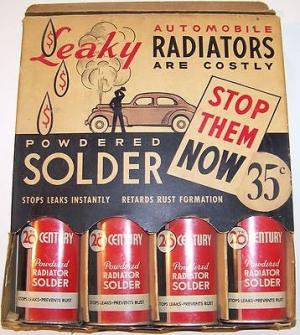 $
$
$
Leaky
AUTOMOBILE
RADIATORS
ARE COSTLY
STOP
THEM
NOW
35¢
POWDERED
SOLDER
STOPS LEAKS INSTANTLY RETARDS RUST FORMATION
20th CENTURY
Powdered
RADIATOR
SOLDER
STOPS LEAKS-PREVENTS RUST
20th CENTURY
Powdered
RADIATOR
SOLDER
STOPS LEAKS-PREVENTS RUST
20th CENTURY
Powdered
RADIATOR
SOLDER
STOPS LEAKS-PREVENTS RUST
20th CENTURY
Powdered
RADIATOR
SOLDER
STOPS LEAKS-PREVENTS RUST